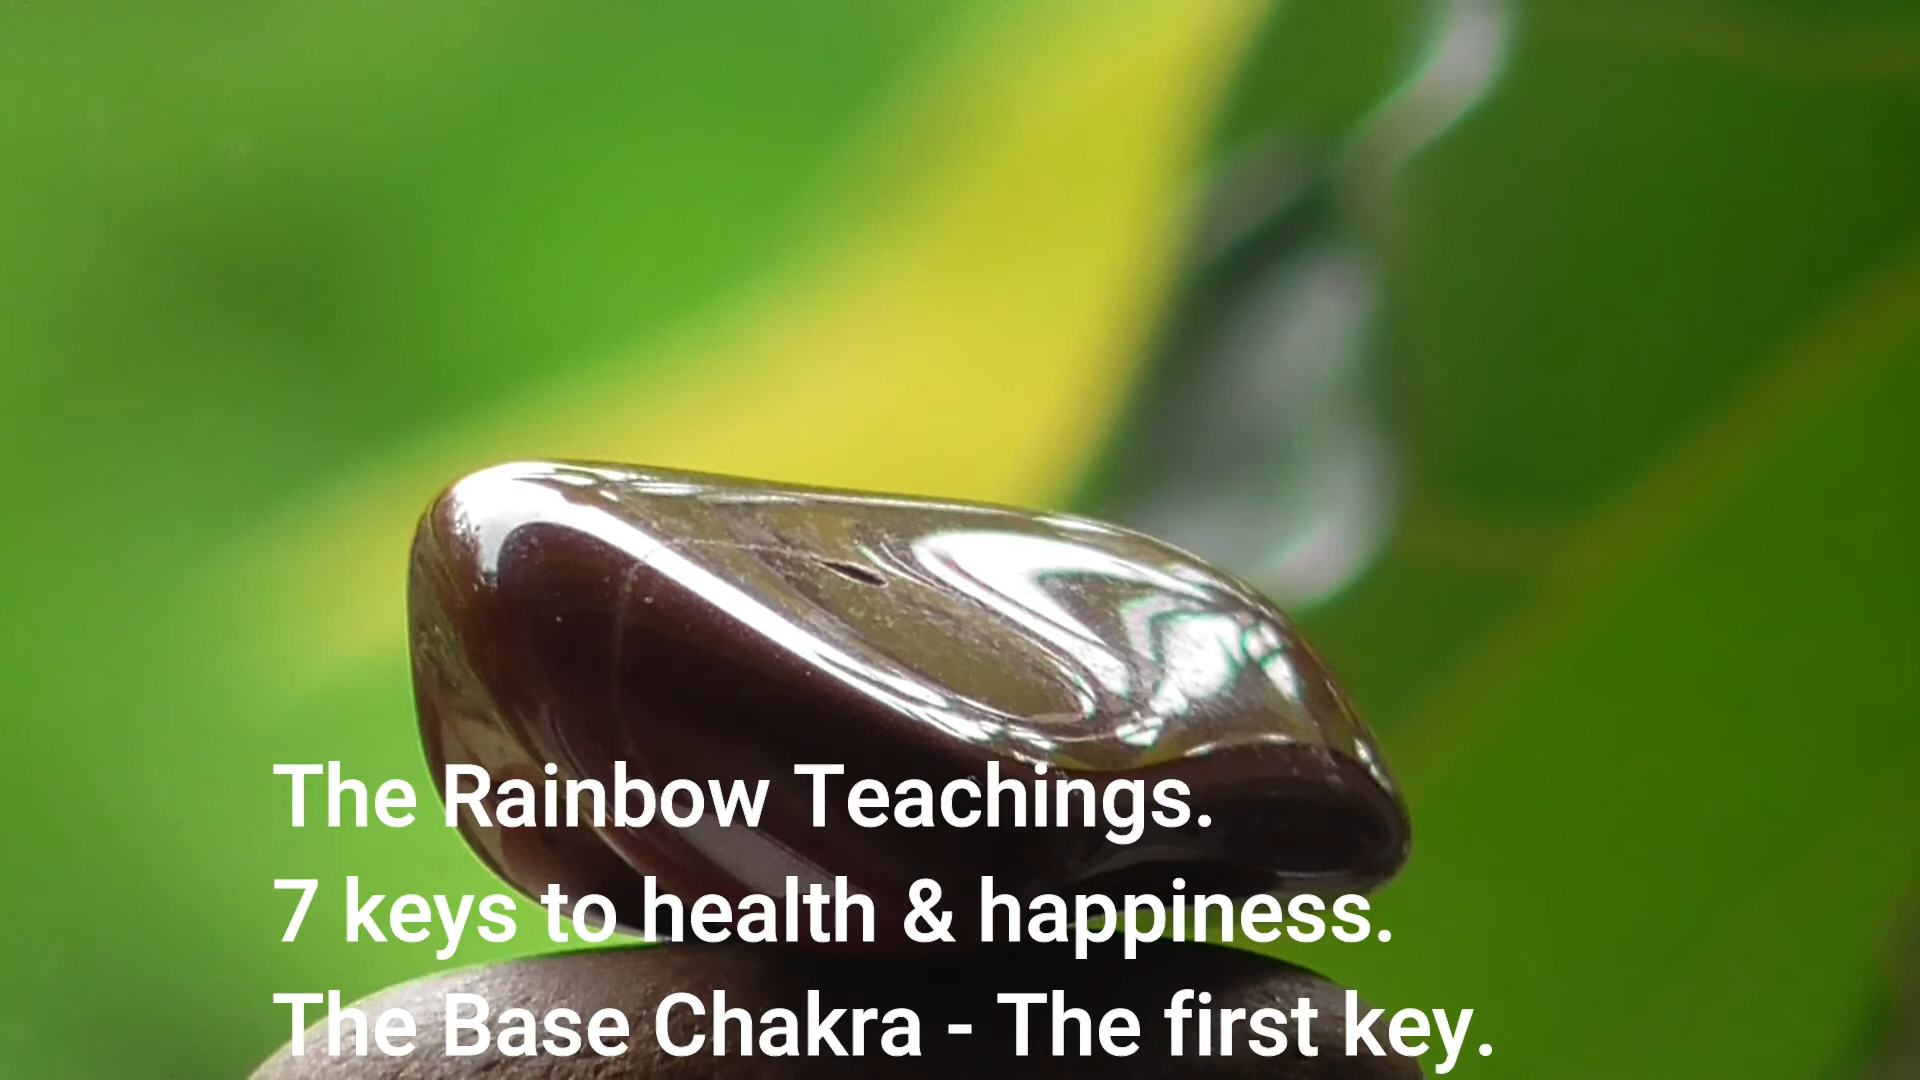 The Rainbow Teachings.
7 keys to health & happiness.
The Base Chakra - The first key.